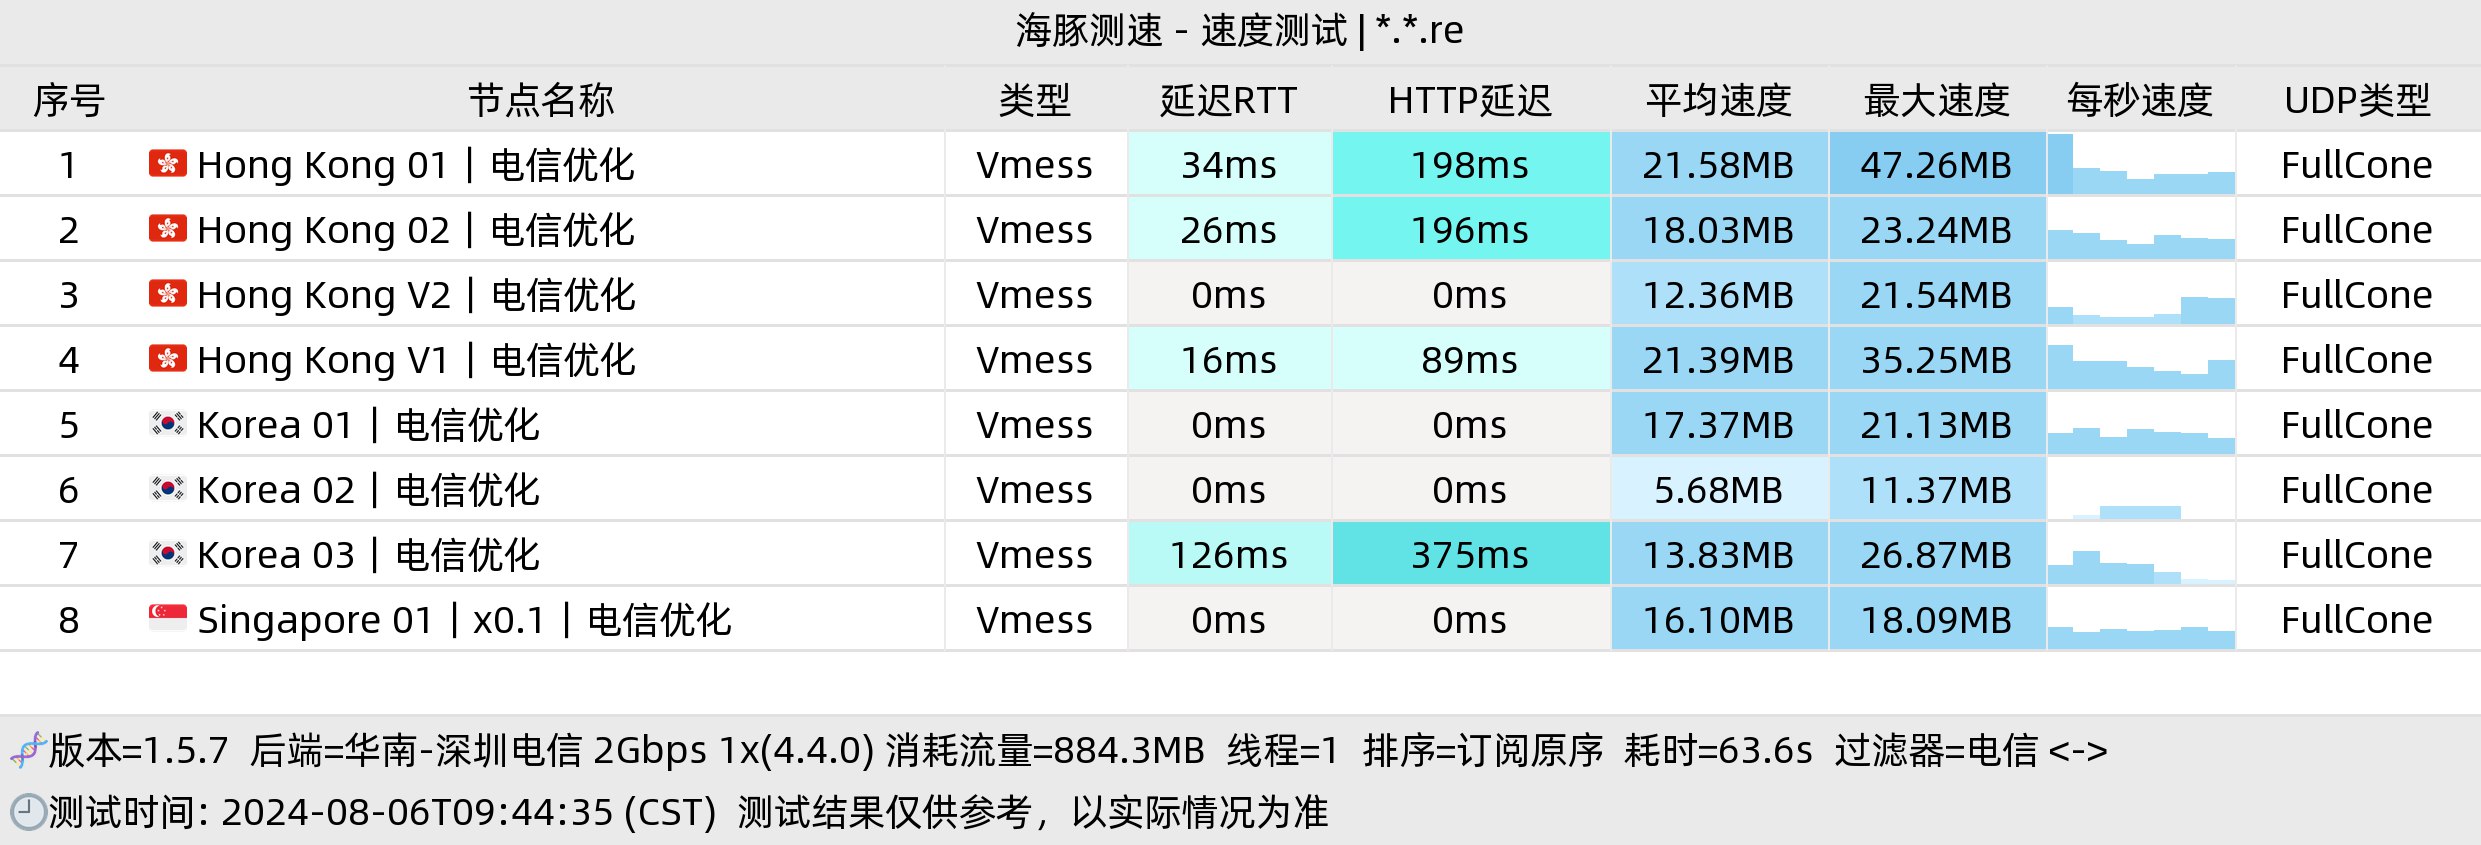 海豚测速 - 速度测试 | *.*.re
序号 节点名称 类型 延迟RTT HTTP延迟 平均速度 最大速度 每秒速度 UDP类型
1 Hong Kong 01 | 电信优化 Vmess 34ms 198ms 21.58MB 47.26MB FullCone
2 Hong Kong 02 | 电信优化 Vmess 26ms 196ms 18.03MB 23.24MB FullCone
3 Hong Kong V2 | 电信优化 Vmess 0ms 0ms 12.36MB 21.54MB FullCone
4 Hong Kong V1 | 电信优化 Vmess 16ms 89ms 21.39MB 35.25MB FullCone
5 Korea 01 | 电信优化 Vmess 0ms 0ms 17.37MB 21.13MB FullCone
6 Korea 02 | 电信优化 Vmess 0ms 0ms 5.68MB 11.37MB FullCone
7 Korea 03 | 电信优化 Vmess 126ms 375ms 13.83MB 26.87MB FullCone
8 Singapore 01 | x0.1 | 电信优化 Vmess 0ms 0ms 16.10MB 18.09MB FullCone
版本=1.5.7 后端=华南-深圳电信 2Gbps 1x(4.4.0) 消耗流量=884.3MB 线程=1 排序=订阅原序 耗时=63.6s 过滤器=电信 <->
测试时间: 2024-08-06T09:44:35 (CST) 测试结果仅供参考，以实际情况为准